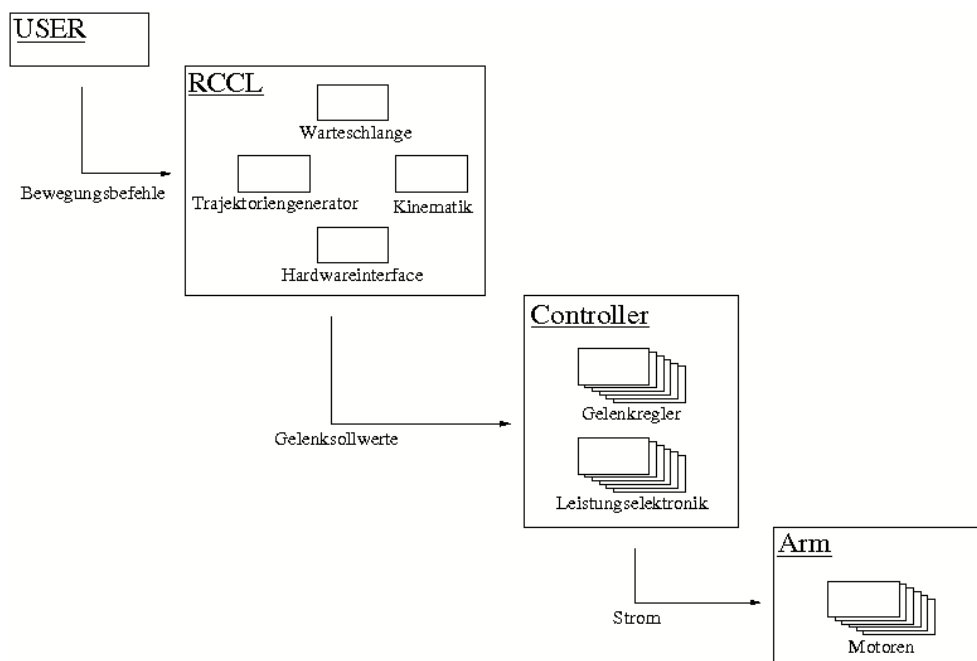 USER
RCCL
Warteschlange
Bewegungsbefehle
Trajektoriengenerator
Kinematik
Hardwareinterface
Controller
Gelenkregler
Gelenksollwerte
Leistungselektronik
Arm
Strom
Motoren